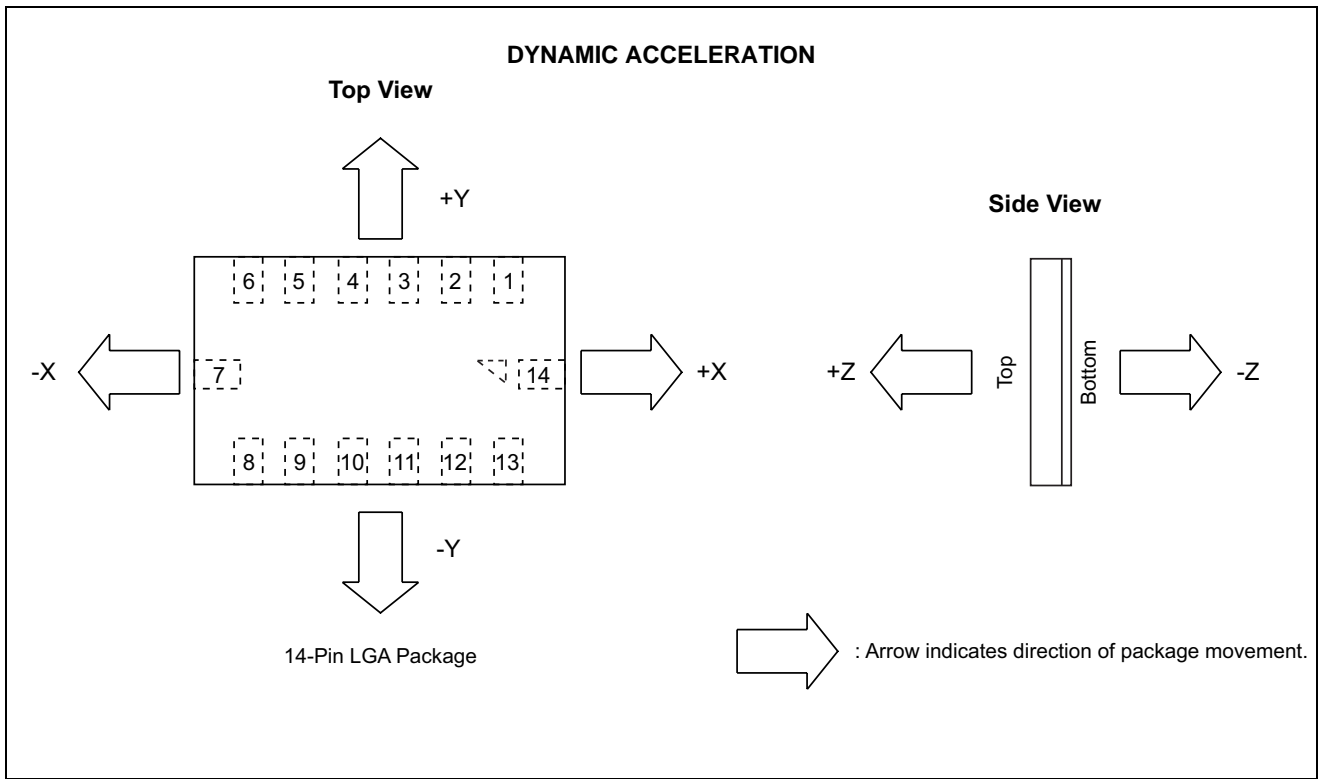 DYNAMIC ACCELERATION
Top View
+Y
Side View
6 5 4 3 2 1
-X
7
14
+X
+Z
Top
Bottom
-Z
8 9 10 11 12 13
-Y
14-Pin LGA Package
: Arrow indicates direction of package movement.